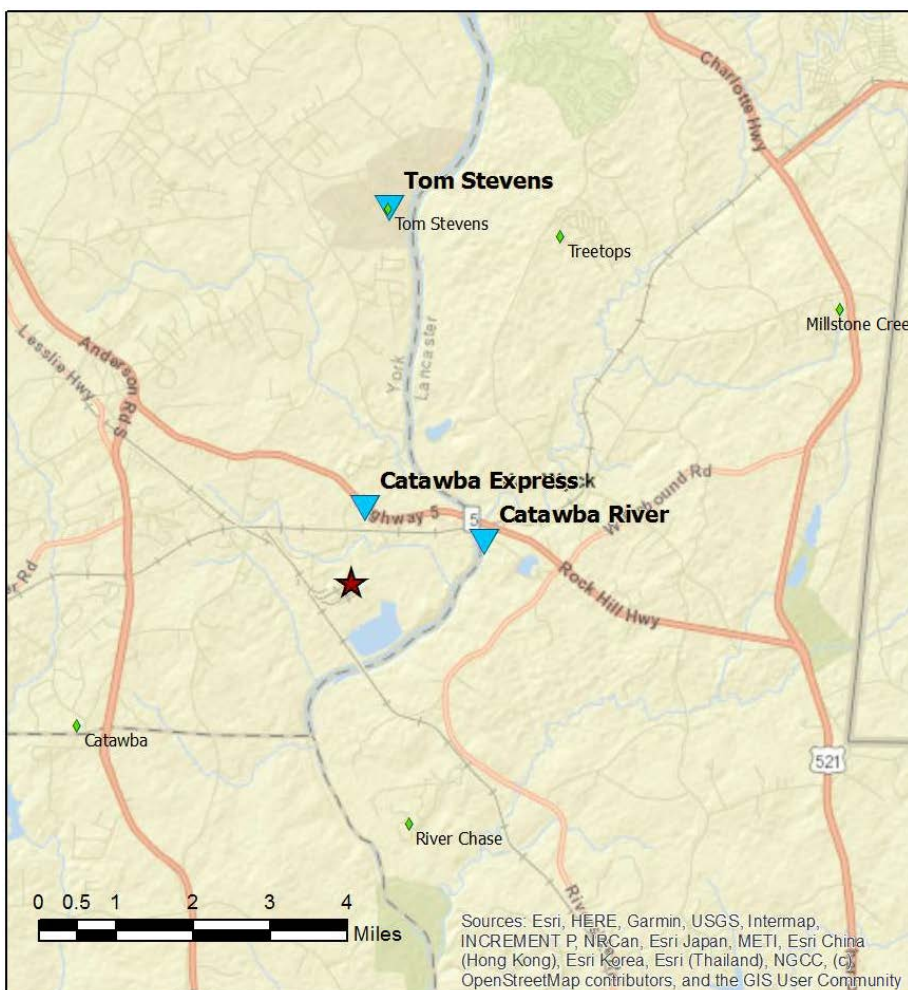 Charlotte Hwy
Tom Stevens
Tom Stevens
Treetops
Millstone Cree
York
Lancaster
Lesslie Hwy
Anderson Rd S
Catawba Express
ghway 5
5
Catawba River
Rd
Rock Hill Hwy
er Rd
Catawba
521
River Chase
0 0.5 1 2 3 4
Miles
Sources: Esri, HERE, Garmin, USGS, Intermap,
INCREMENT P, NRCan, Esri Japan, METI, Esri China
(Hong Kong), Esri Korea, Esri (Thailand), NGCC, (c)
OpenStreetMap contributors, and the GIS User Community